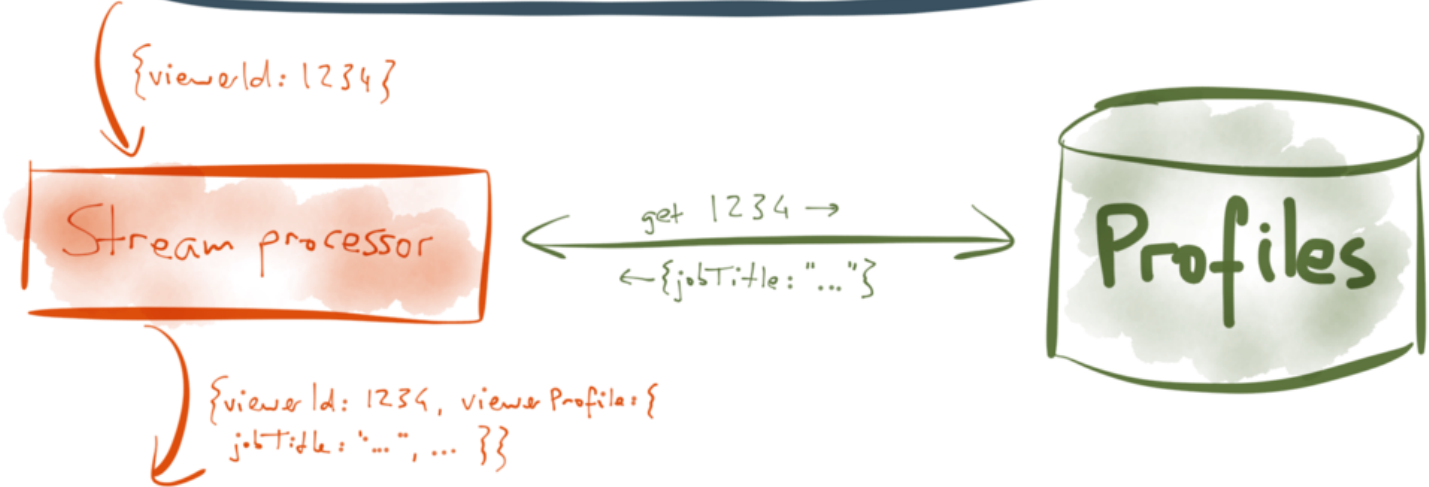 {viewerId: 1234}
Stream processor
get 1234 →
← {jobTitle: "..."}
Profiles
{viewerId: 1234, viewerProfile: {
jobTitle: "...", ... }}